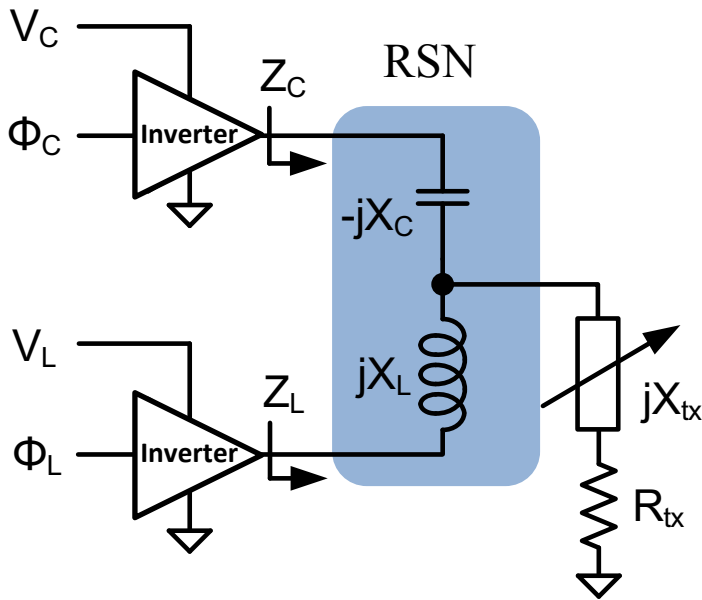 V_C
RSN
Z_C
Φ_C
Inverter
-jX_C
V_L
Z_L
jX_L
jX_tx
Φ_L
Inverter
R_tx